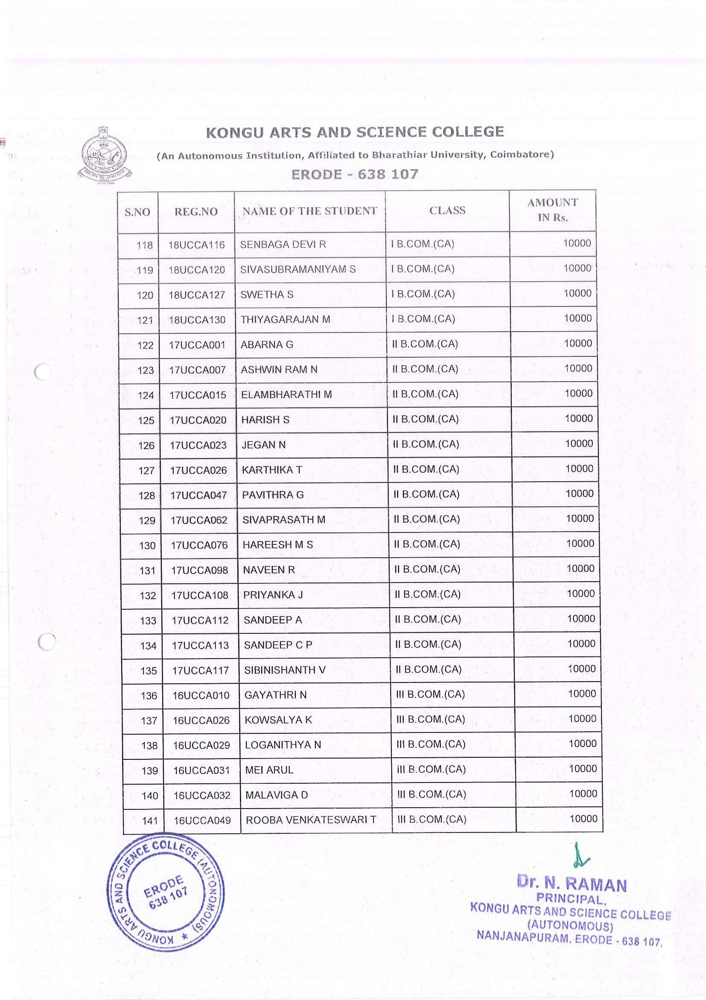 KONGU ARTS AND SCIENCE COLLEGE
(An Autonomous Institution, Affiliated to Bharathiar University, Coimbatore)
ERODE - 638 107
KONGU ARTS AND SCIENCE COLLEGE
S.NO REG.NO NAME OF THE STUDENT CLASS AMOUNT IN Rs.
118 18UCCA116 SENBAGA DEVI R I B.COM.(CA) 10000
119 18UCCA120 SIVASUBRAMANIYAM S I B.COM.(CA) 10000
120 18UCCA127 SWETHA S I B.COM.(CA) 10000
121 18UCCA130 THIYAGARAJAN M I B.COM.(CA) 10000
122 17UCCA001 ABARNA G II B.COM.(CA) 10000
123 17UCCA007 ASHWIN RAM N II B.COM.(CA) 10000
124 17UCCA015 ELAMBHARATHI M II B.COM.(CA) 10000
125 17UCCA020 HARISH S II B.COM.(CA) 10000
126 17UCCA023 JEGAN N II B.COM.(CA) 10000
127 17UCCA026 KARTHIKA T II B.COM.(CA) 10000
128 17UCCA047 PAVITHRA G II B.COM.(CA) 10000
129 17UCCA062 SIVAPRASATH M II B.COM.(CA) 10000
130 17UCCA076 HAREESH M S II B.COM.(CA) 10000
131 17UCCA098 NAVEEN R II B.COM.(CA) 10000
132 17UCCA108 PRIYANKA J II B.COM.(CA) 10000
133 17UCCA112 SANDEEP A II B.COM.(CA) 10000
134 17UCCA113 SANDEEP C P II B.COM.(CA) 10000
135 17UCCA117 SIBINISHANTH V II B.COM.(CA) 10000
136 16UCCA010 GAYATHRI N III B.COM.(CA) 10000
137 16UCCA026 KOWSALYA K III B.COM.(CA) 10000
138 16UCCA029 LOGANITHYA N III B.COM.(CA) 10000
139 16UCCA031 MEI ARUL III B.COM.(CA) 10000
140 16UCCA032 MALAVIGA D III B.COM.(CA) 10000
141 16UCCA049 ROOBA VENKATESWARI T III B.COM.(CA) 10000
KONGU ARTS AND SCIENCE COLLEGE (AUTONOMOUS) ★
ERODE
638 107
Dr. N. RAMAN
PRINCIPAL,
KONGU ARTS AND SCIENCE COLLEGE
(AUTONOMOUS)
NANJANAPURAM, ERODE - 638 107.